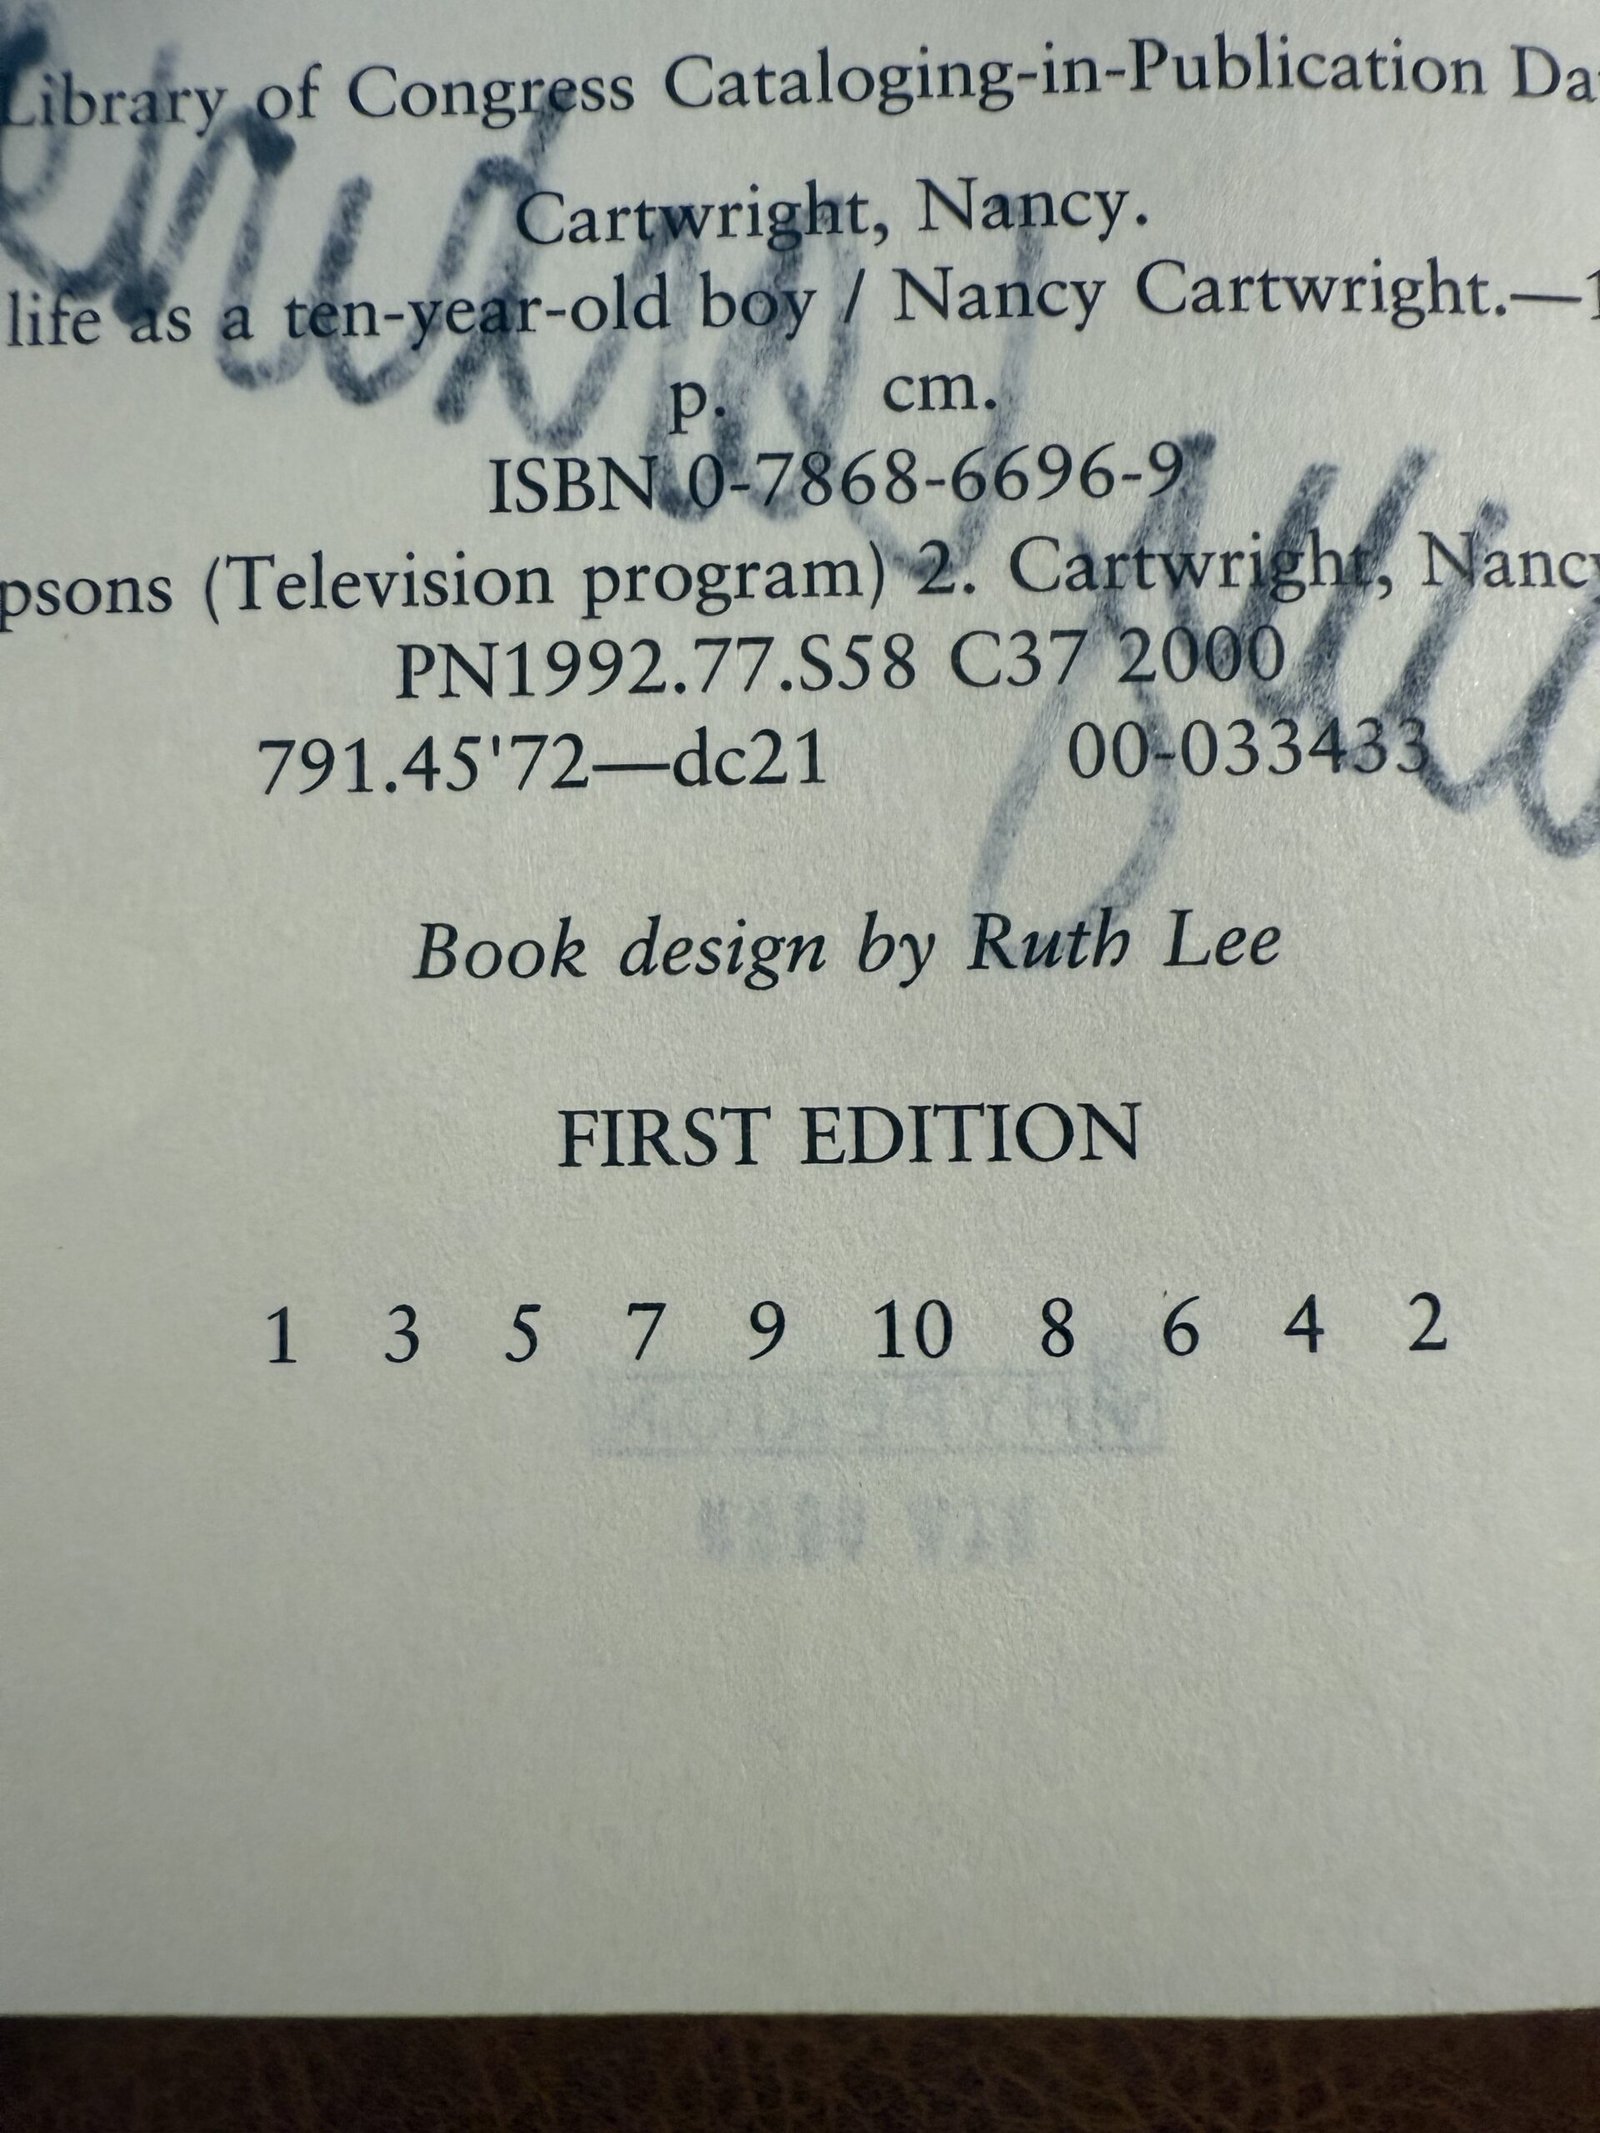 Library of Congress Cataloging-in-Publication Da
Cartwright, Nancy.
life as a ten-year-old boy / Nancy Cartwright.—1
p. cm.
ISBN 0-7868-6696-9
psons (Television program) 2. Cartwright, Nancy
PN1992.77.S58 C37 2000
791.45'72—dc21 00-033433
Book design by Ruth Lee
FIRST EDITION
1 3 5 7 9 10 8 6 4 2